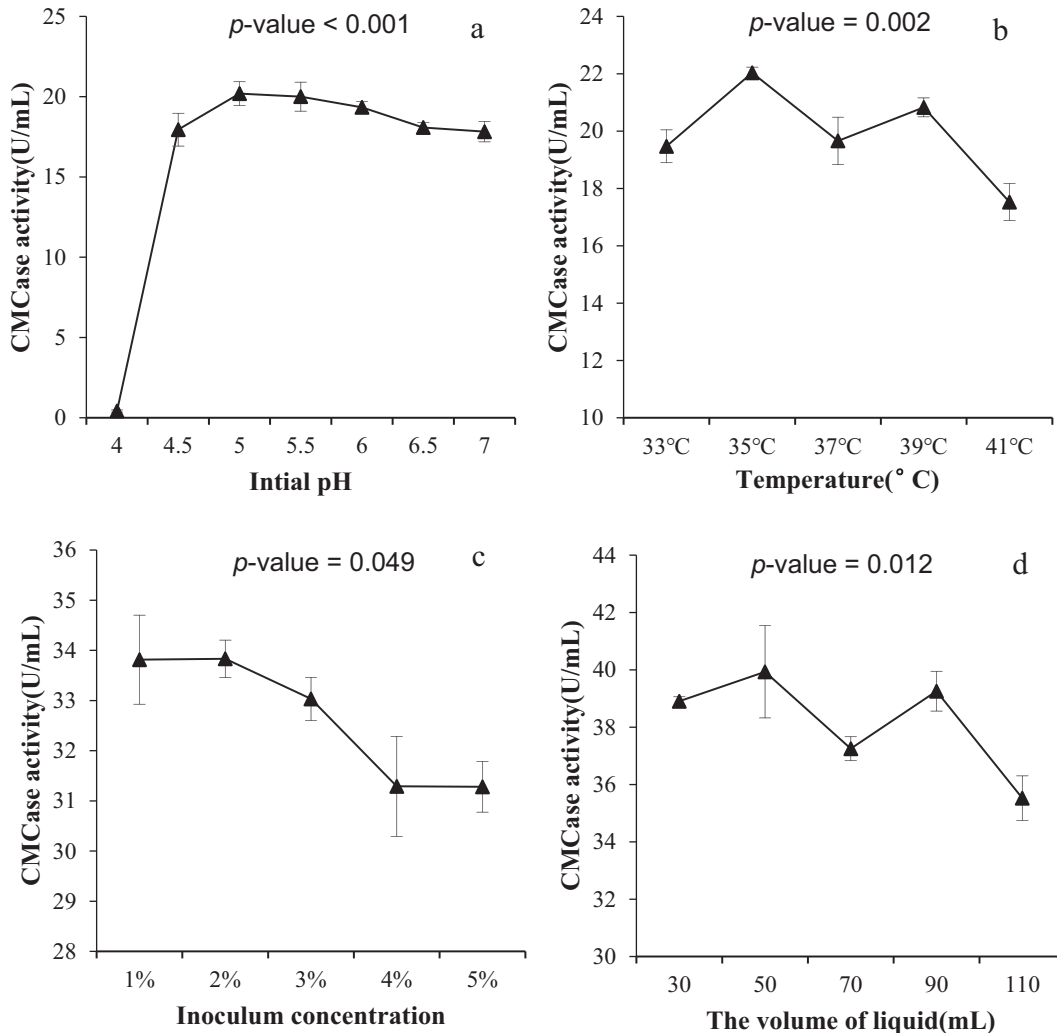 p-value < 0.001
a
CMCase activity(U/mL)
25
20
15
10
5
0
4 4.5 5 5.5 6 6.5 7
Intial pH
p-value = 0.002
b
CMCase activity(U/mL)
24
22
20
18
16
14
12
10
33°C 35°C 37°C 39°C 41°C
Temperature(° C)
p-value = 0.049
c
CMCase activity(U/mL)
36
35
34
33
32
31
30
29
28
1% 2% 3% 4% 5%
Inoculum concentration
p-value = 0.012
d
CMCase activity(U/mL)
44
42
40
38
36
34
32
30
30 50 70 90 110
The volume of liquid(mL)